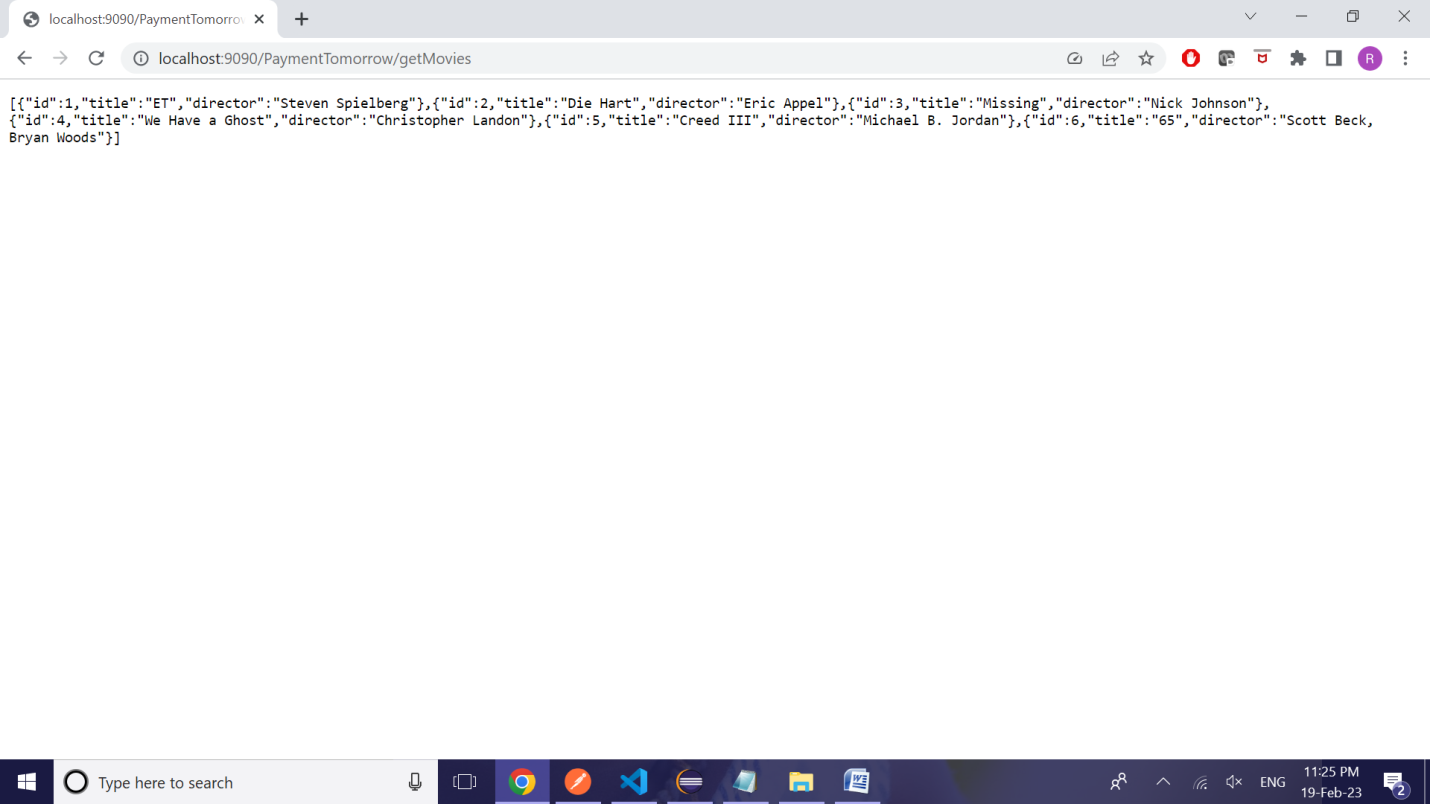 localhost:9090/PaymentTomorrow
localhost:9090/PaymentTomorrow/getMovies
R
[{"id":1,"title":"ET","director":"Steven Spielberg"},{"id":2,"title":"Die Hart","director":"Eric Appel"},{"id":3,"title":"Missing","director":"Nick Johnson"},
{"id":4,"title":"We Have a Ghost","director":"Christopher Landon"},{"id":5,"title":"Creed III","director":"Michael B. Jordan"},{"id":6,"title":"65","director":"Scott Beck,
Bryan Woods"}]
Type here to search
W
ENG
11:25 PM
19-Feb-23
2